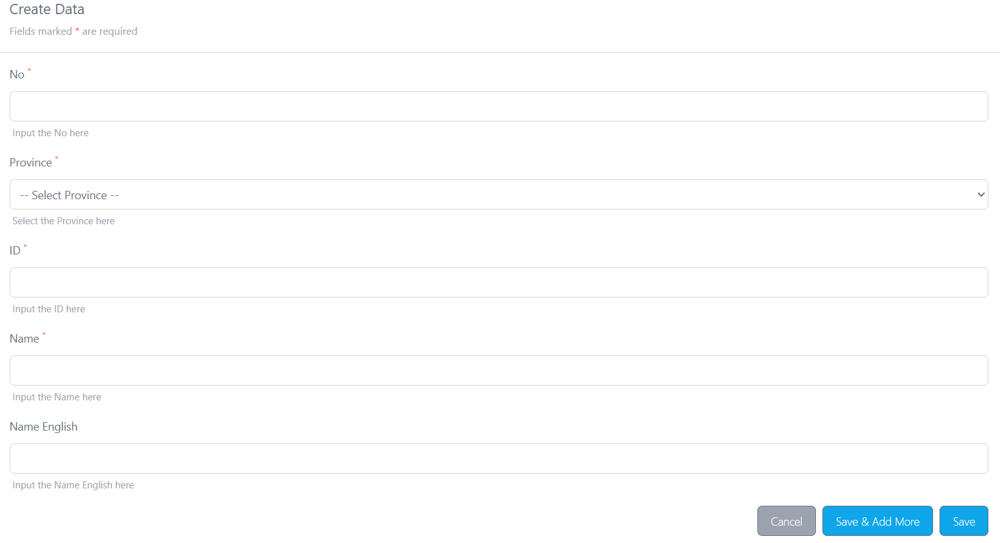 Create Data
Fields marked * are required
No *
Input the No here
Province *
-- Select Province --
Select the Province here
ID *
Input the ID here
Name *
Input the Name here
Name English
Input the Name English here
Cancel Save & Add More Save